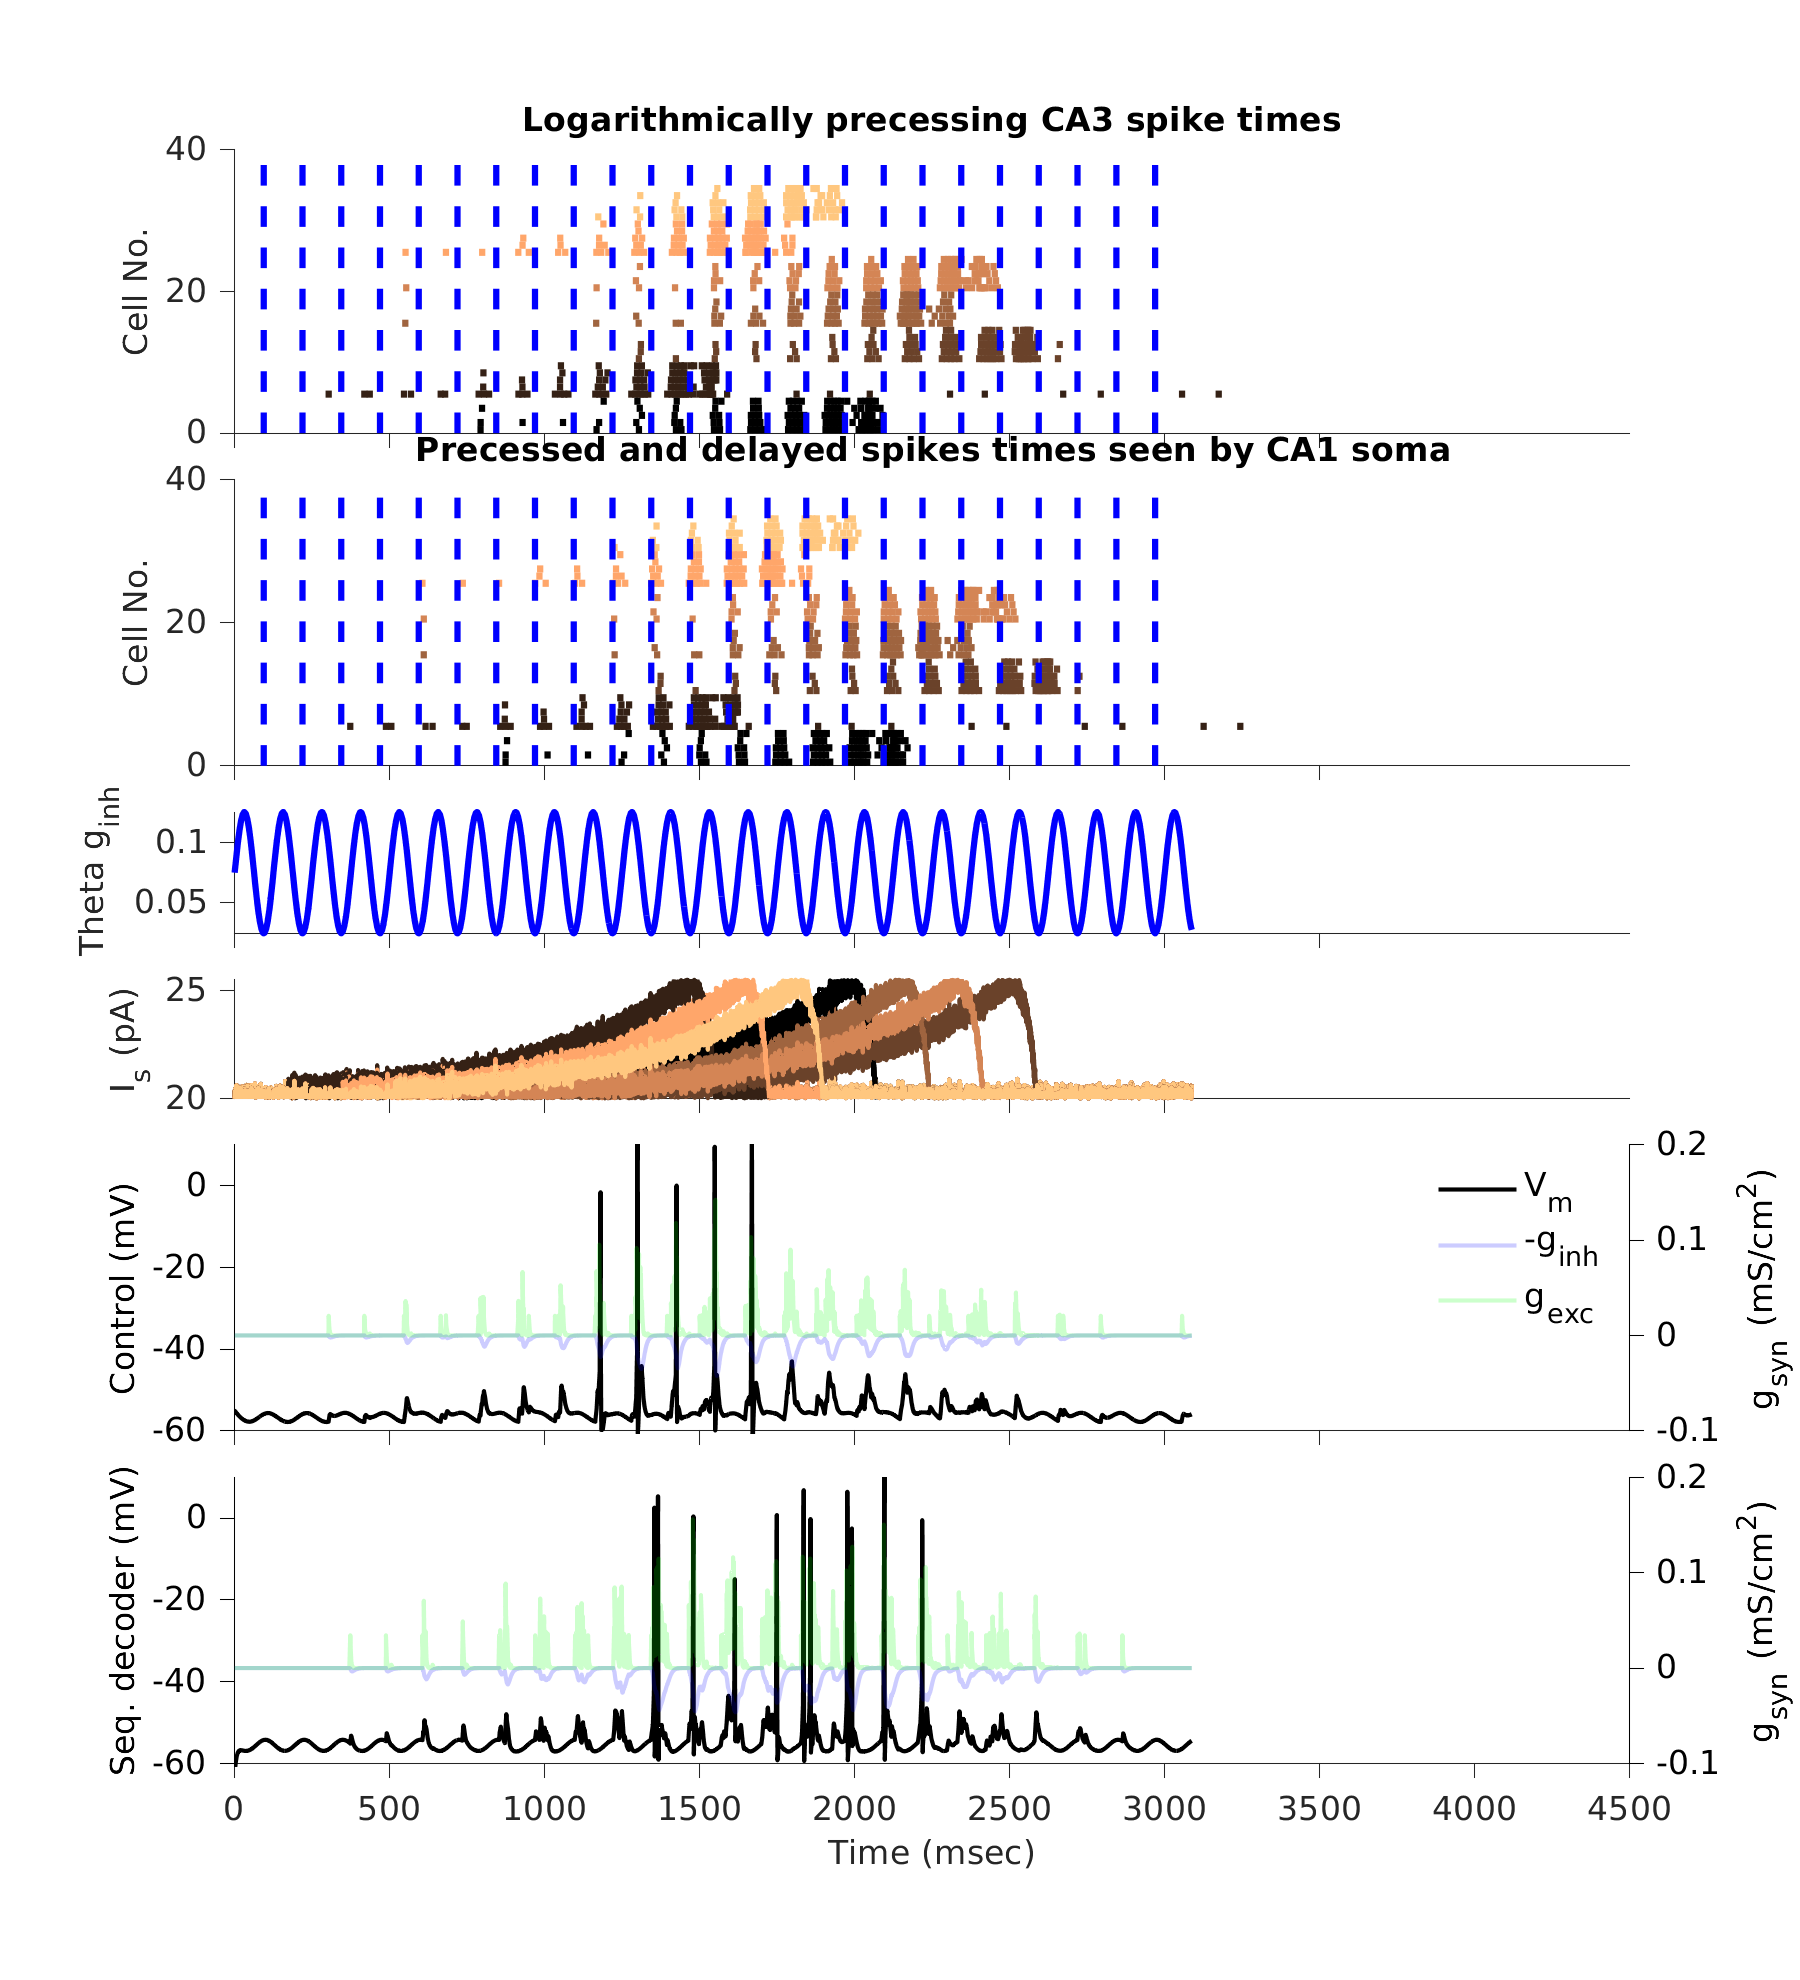 Logarithmically precessing CA3 spike times
40
20
0
Cell No.
Precessed and delayed spikes times seen by CA1 soma
40
20
0
Cell No.
0.1
0.05
Theta g_inh
25
20
I_s (pA)
0
-20
-40
-60
Control (mV)
V_m
-g_inh
g_exc
0.2
0.1
0
-0.1
g_syn (mS/cm^2)
0
-20
-40
-60
Seq. decoder (mV)
0.2
0.1
0
-0.1
g_syn (mS/cm^2)
0 500 1000 1500 2000 2500 3000 3500 4000 4500
Time (msec)